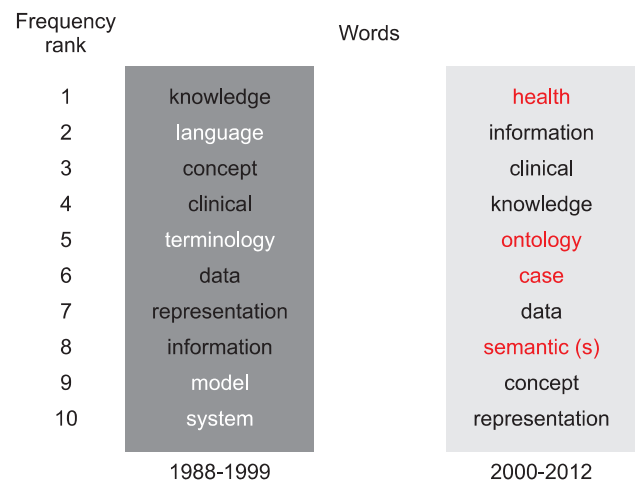 Frequency
rank
Words
1 knowledge health
2 language information
3 concept clinical
4 clinical knowledge
5 terminology ontology
6 data case
7 representation data
8 information semantic (s)
9 model concept
10 system representation
1988-1999 2000-2012